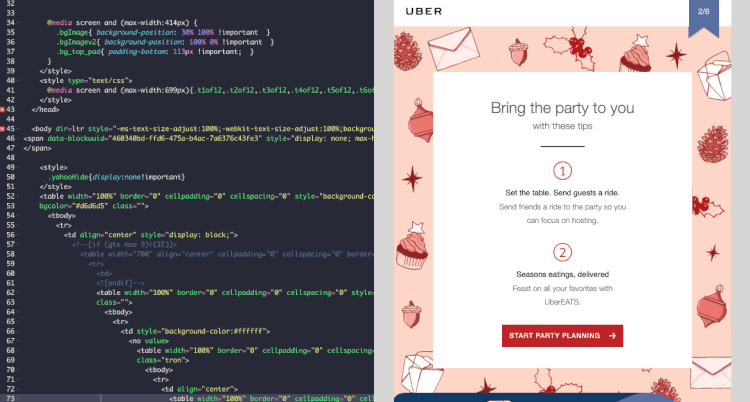 32
33
34 @media screen and (max-width:414px) {
35 .bgImage{ background-position: 30% 100% !important }
36 .bgImagev2{ background-position: 100% 0% !important }
37 .bg_top_pad{ padding-bottom: 113px !important; }
38 }
39 </style>
40 <style type="text/css">
41 @media screen and (max-width:699px){.t1of12,.t2of12,.t3of12,.t4of12,.t5of12,.t6of
42 </style>
43 </head>
44
45 <body dir=ltr style="-ms-text-size-adjust:100%;-webkit-text-size-adjust:100%;backgrou
46 <span data-blockuuid="460340bd-ffd6-475a-b4ac-7a6376c43fe3" style="display: none; max-h
47 </span>
48
49 <style>
50 .yahooHide{display:none!important}
51 </style>
52 <table width="100%" border="0" cellpadding="0" cellspacing="0" style="background-co
53 bgcolor="#d6d6d5" class="">
54 <tbody>
55 <tr>
56 <td align="center" style="display: block;">
57 <!--[if (gte mso 9)|(IE)]>
58 <table width="700" align="center" cellpadding="0" cellspacing="0" border=
59 <tr>
60 <td>
61 <![endif]-->
62 <table width="100%" border="0" cellpadding="0" cellspacing="0" style=
63 class="">
64 <tbody>
65 <tr>
66 <td style="background-color:#ffffff">
67 <no value>
68 <table width="100%" border="0" cellpadding="0" cellspacing=
69 class="tron">
70 <tbody>
71 <tr>
72 <td align="center">
73 <table width="100%" border="0" cellpadding="0" cell
UBER
2/6
Bring the party to you
with these tips
1
Set the table. Send guests a ride.
Send friends a ride to the party so you
can focus on hosting.
2
Seasons eatings, delivered
Feast on all your favorites with
UberEATS.
START PARTY PLANNING →